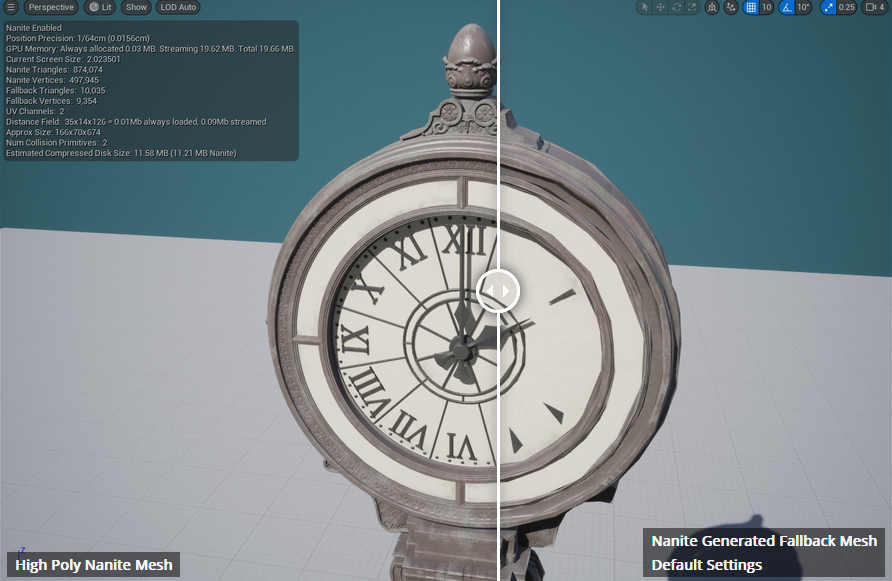 Perspective Lit Show LOD Auto 10 10° 0.25 4
Nanite Enabled
Position Precision: 1/64cm (0.0156cm)
GPU Memory: Always allocated 0.03 MB. Streaming 19.62 MB. Total 19.66 MB.
Current Screen Size: 2.023501
Nanite Triangles: 874,074
Nanite Vertices: 497,945
Fallback Triangles: 10,035
Fallback Vertices: 9,354
UV Channels: 2
Distance Field: 35x14x126 = 0.01Mb always loaded, 0.09Mb streamed
Approx Size: 166x70x674
Num Collision Primitives: 2
Estimated Compressed Disk Size: 11.58 MB (11.21 MB Nanite)
XII
XI
X
IX
VIII
VII
VI
Z
High Poly Nanite Mesh
Nanite Generated Fallback Mesh
Default Settings